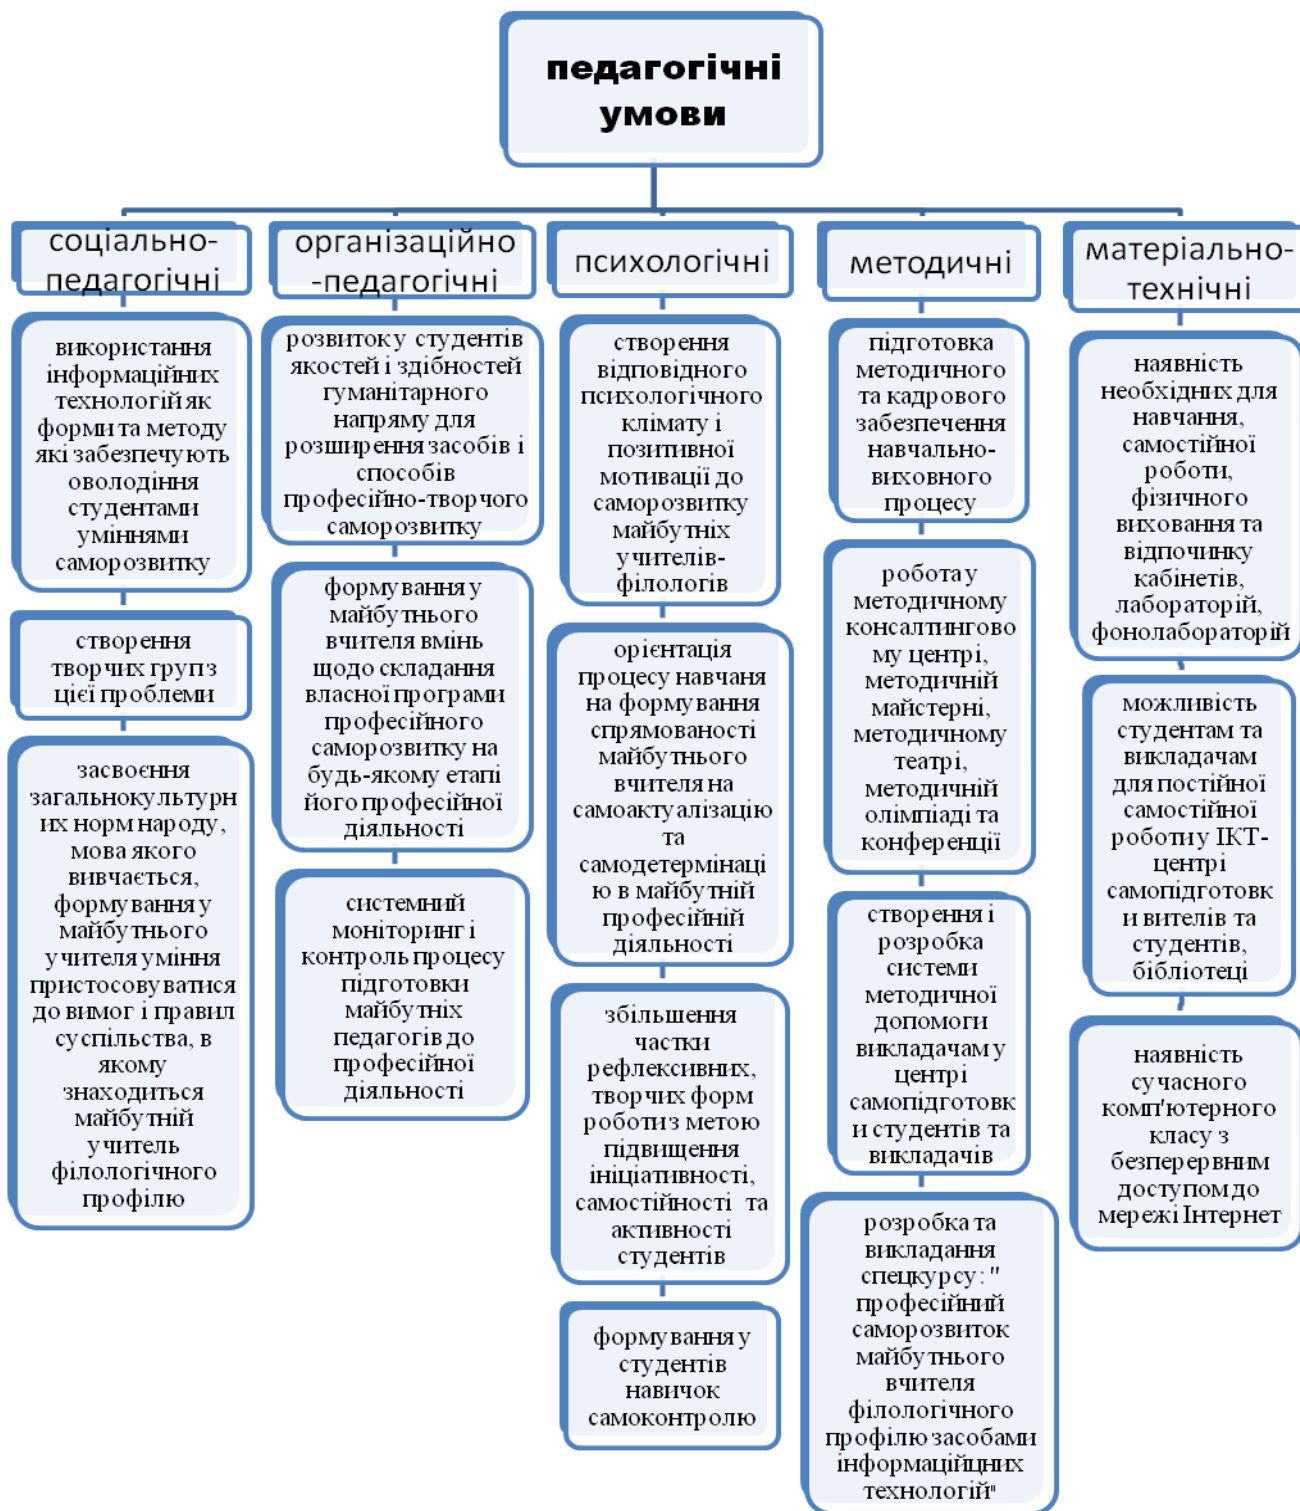 педагогічні
умови
соціально-
педагогічні
використання
інформаційних
технологій як
форми та методу
які забезпечують
оволодіння
студентами
уміннями
саморозвитку
створення
творчих груп з
цієї проблеми
засвоєння
загальнокультурн
их норм народу,
мова якого
вивчається,
формування у
майбутнього
учителя уміння
пристосовуватися
до вимог і правил
суспільства, в
якому
знаходиться
майбутній
учитель
філологічного
профілю
організаційно
-педагогічні
розвиток у студентів
якостей і здібностей
гуманітарного
напряму для
розширення засобів і
способів
професійно-творчого
саморозвитку
формування у
майбутнього
вчителя вмінь
щодо складання
власної програми
професійного
саморозвитку на
будь-якому етапі
його професійної
діяльності
системний
моніторинг і
контроль процесу
підготовки
майбутніх
педагогів до
професійної
діяльності
психологічні
створення
відповідного
психологічного
клімату і
позитивної
мотивації до
саморозвитку
майбутніх
учителів-
філологів
орієнтація
процесу навчаня
на формування
спрямованості
майбутнього
вчителя на
самоактуалізацію
та
самодетермінаці
ю в майбутній
професійній
діяльності
збільшення
частки
рефлексивних,
творчих форм
роботи з метою
підвищення
ініціативності,
самостійності та
активності
студентів
формування у
студентів
навичок
самоконтролю
методичні
підготовка
методичного
та кадрового
забезпечення
навчально-
виховного
процесу
робота у
методичному
консалтингово
му центрі,
методичній
майстерні,
методичному
театрі,
методичній
олімпіаді та
конференції
створення і
розробка
системи
методичної
допомоги
викладачам у
центрі
самопідготовк
и студентів та
викладачів
розробка та
викладання
спецкурсу: "
професійний
саморозвиток
майбутнього
вчителя
філологічного
профілю засобами
інформаційцних
технологій"
матеріально-
технічні
наявність
необхідних для
навчання,
самостійної
роботи,
фізичного
виховання та
відпочинку
кабінетів,
лабораторій,
фонолабораторій
можливість
студентам та
викладачам
для постійної
самостійної
роботи у ІКТ-
центрі
самопідготовк
и вителів та
студентів,
бібліотеці
наявність
сучасного
комп'ютерного
класу з
безперервним
доступом до
мережі Інтернет